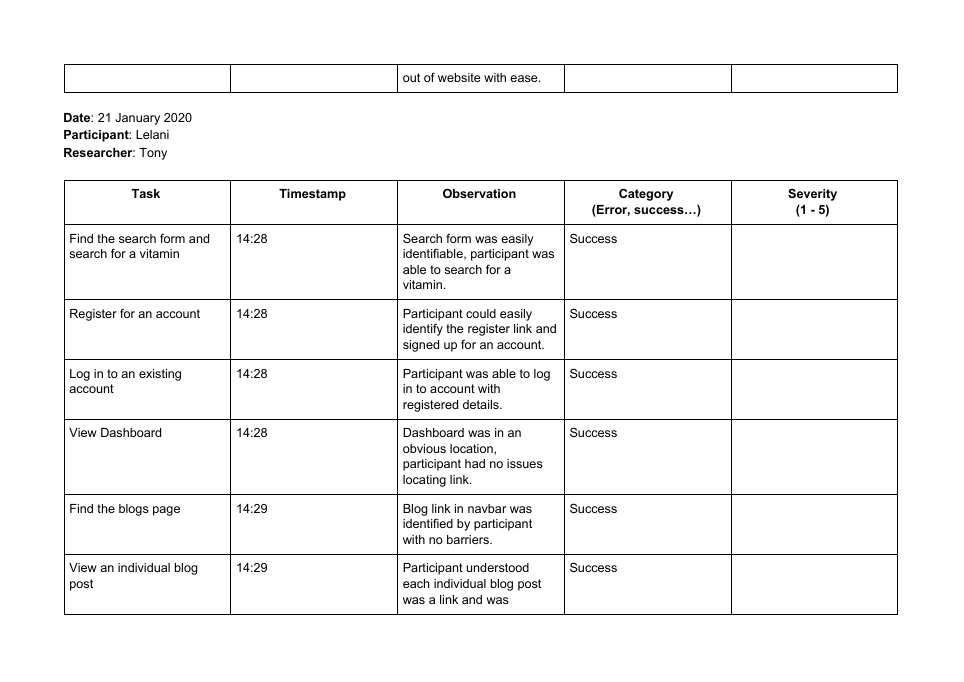 out of website with ease.
Date: 21 January 2020
Participant: Lelani
Researcher: Tony
Task Timestamp Observation Category Severity
(Error, success…) (1 - 5)
Find the search form and 14:28 Search form was easily Success
search for a vitamin identifiable, participant was
able to search for a
vitamin.
Register for an account 14:28 Participant could easily Success
identify the register link and
signed up for an account.
Log in to an existing 14:28 Participant was able to log Success
account in to account with
registered details.
View Dashboard 14:28 Dashboard was in an Success
obvious location,
participant had no issues
locating link.
Find the blogs page 14:29 Blog link in navbar was Success
identified by participant
with no barriers.
View an individual blog 14:29 Participant understood Success
post each individual blog post
was a link and was